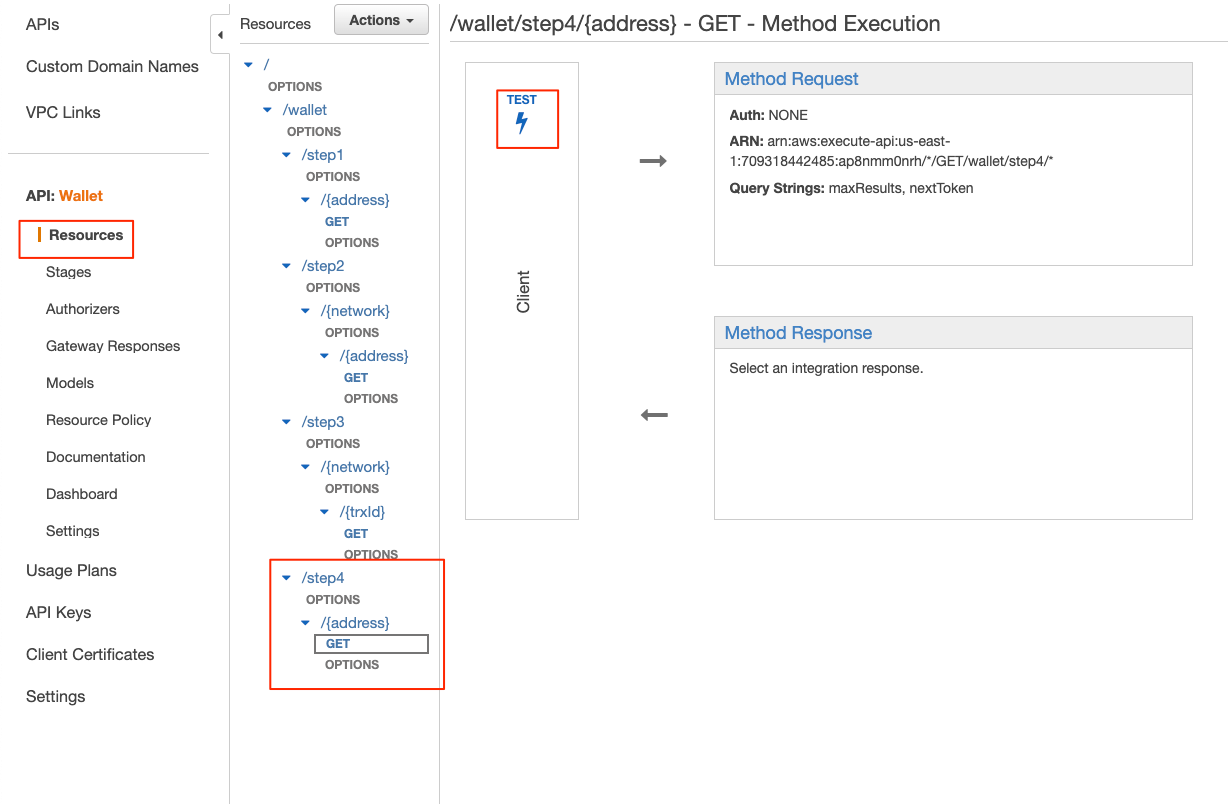 APIs
Custom Domain Names
VPC Links
API: Wallet
Resources
Stages
Authorizers
Gateway Responses
Models
Resource Policy
Documentation
Dashboard
Settings
Usage Plans
API Keys
Client Certificates
Settings
Resources
Actions
/
OPTIONS
/wallet
OPTIONS
/step1
OPTIONS
/{address}
GET
OPTIONS
/step2
OPTIONS
/{network}
OPTIONS
/{address}
GET
OPTIONS
/step3
OPTIONS
/{network}
OPTIONS
/{trxId}
GET
OPTIONS
/step4
OPTIONS
/{address}
GET
OPTIONS
/wallet/step4/{address} - GET - Method Execution
TEST
Client
Method Request
Auth: NONE
ARN: arn:aws:execute-api:us-east-
1:709318442485:ap8nmm0nrh/*/GET/wallet/step4/*
Query Strings: maxResults, nextToken
Method Response
Select an integration response.